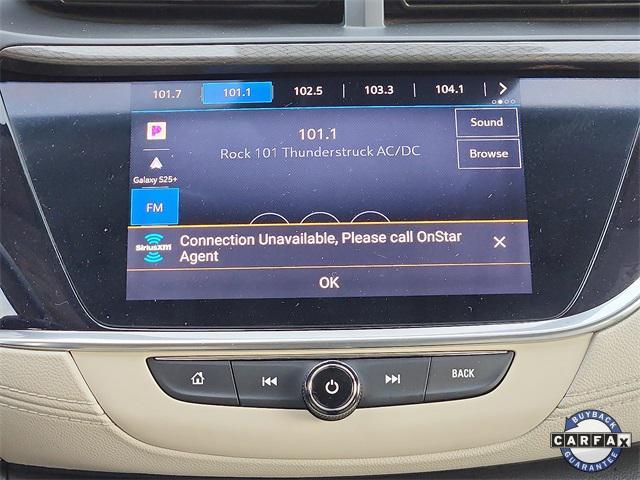 101.7 101.1 102.5 103.3 104.1
101.1
Rock 101 Thunderstruck AC/DC
Sound
Browse
Galaxy S25+
FM
SiriusXM
Connection Unavailable, Please call OnStar
Agent
OK
BACK
BUYBACK
CARFAX
GUARANTEE